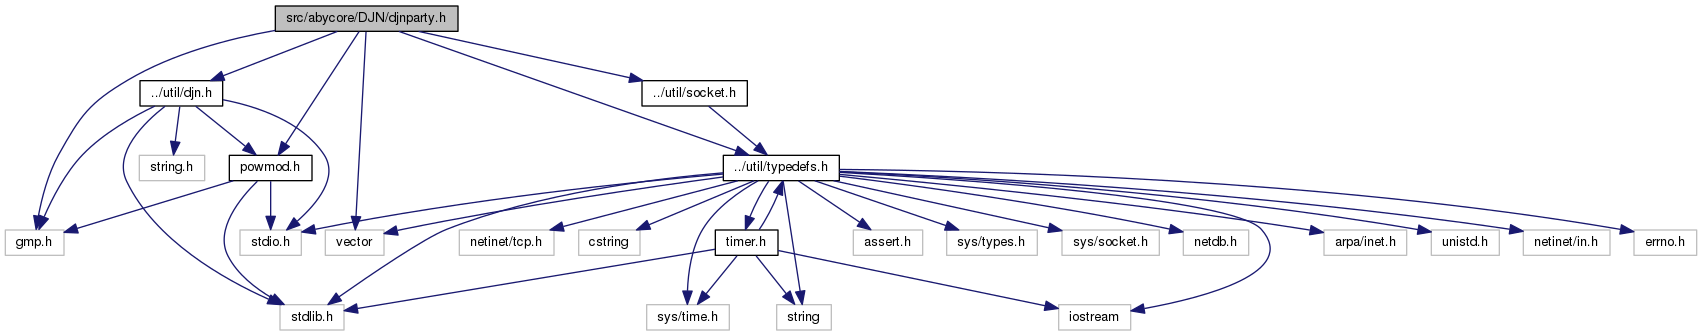 src/abycore/DJN/djnparty.h
../util/djn.h
../util/socket.h
string.h
powmod.h
../util/typedefs.h
gmp.h
stdio.h
vector
netinet/tcp.h
cstring
timer.h
assert.h
sys/types.h
sys/socket.h
netdb.h
arpa/inet.h
unistd.h
netinet/in.h
errno.h
stdlib.h
sys/time.h
string
iostream